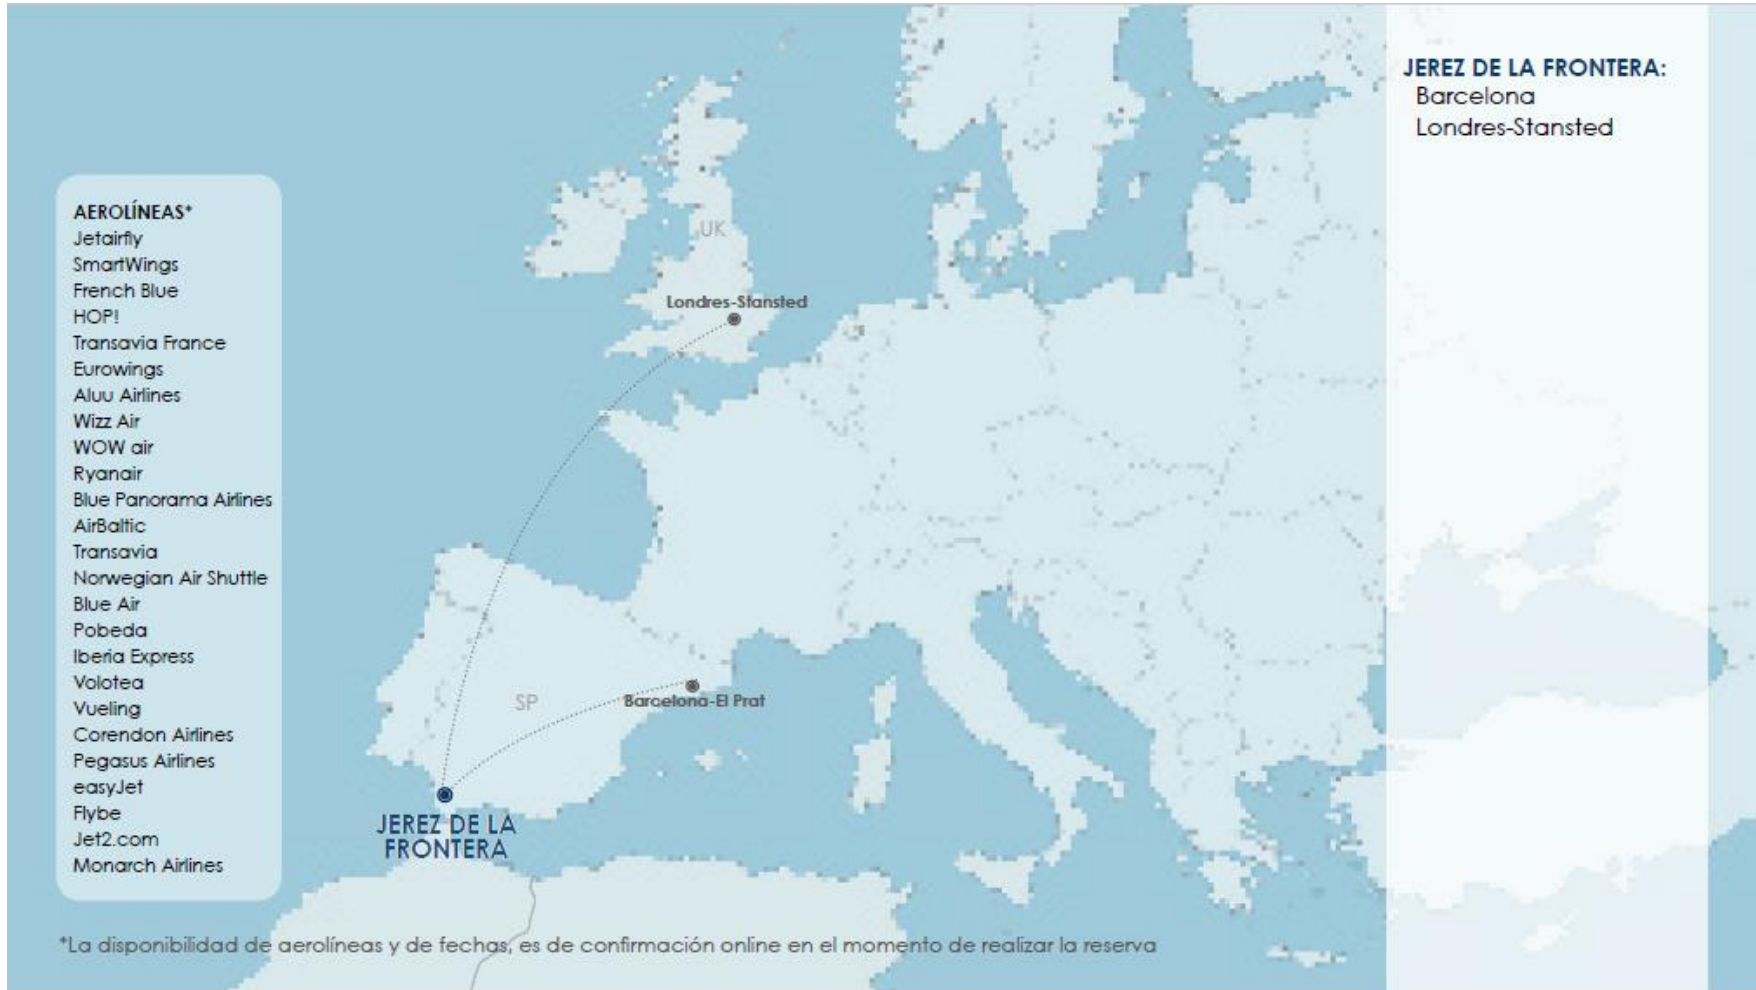 JEREZ DE LA FRONTERA:
Barcelona
Londres-Stansted
AEROLÍNEAS*
Jetairfly
SmartWings
French Blue
HOP!
Transavia France
Eurowings
Aluu Airlines
Wizz Air
WOW air
Ryanair
Blue Panorama Airlines
AirBaltic
Transavia
Norwegian Air Shuttle
Blue Air
Pobeda
Iberia Express
Volotea
Vueling
Corendon Airlines
Pegasus Airlines
easyJet
Flybe
Jet2.com
Monarch Airlines
UK
Londres-Stansted
SP
Barcelona-El Prat
JEREZ DE LA
FRONTERA
*La disponibilidad de aerolíneas y de fechas, es de confirmación online en el momento de realizar la reserva